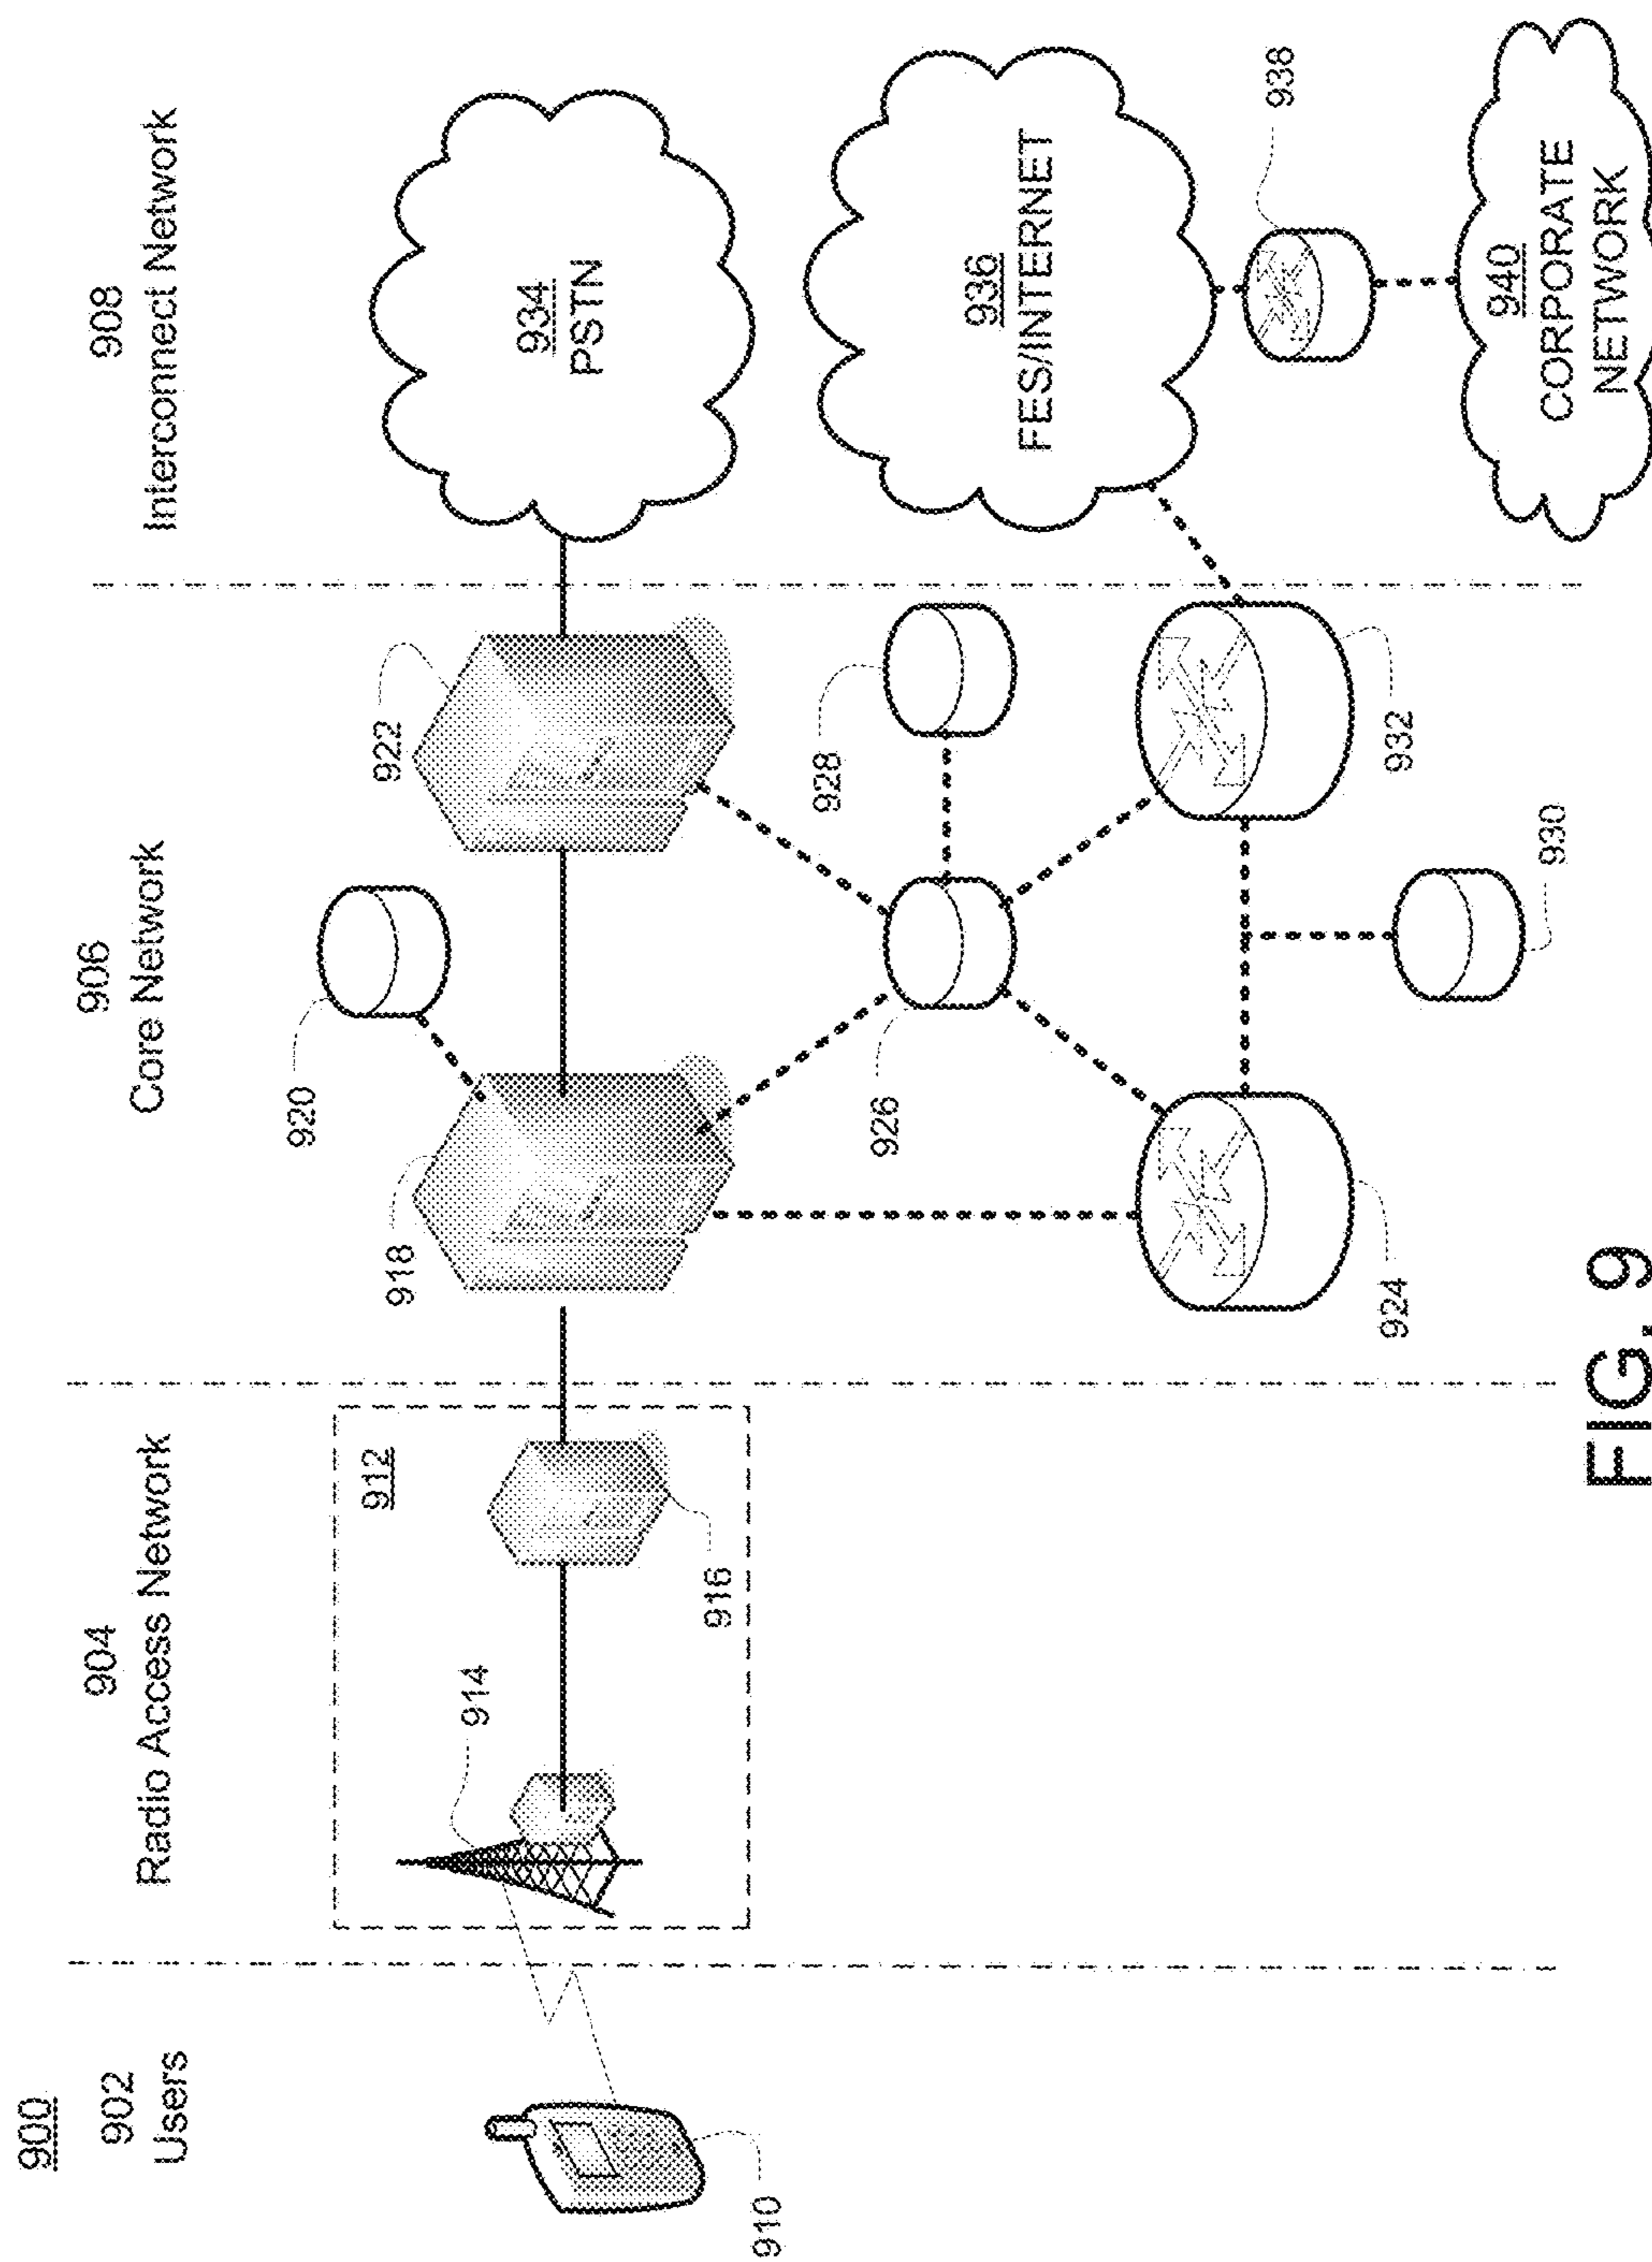 900
902
Users
904
Radio Access Network
906
Core Network
908
Interconnect Network
910
912
914
916
918
920
922
924
926
928
930
932
934
PSTN
936
FES/INTERNET
938
940
CORPORATE
NETWORK
FIG. 9